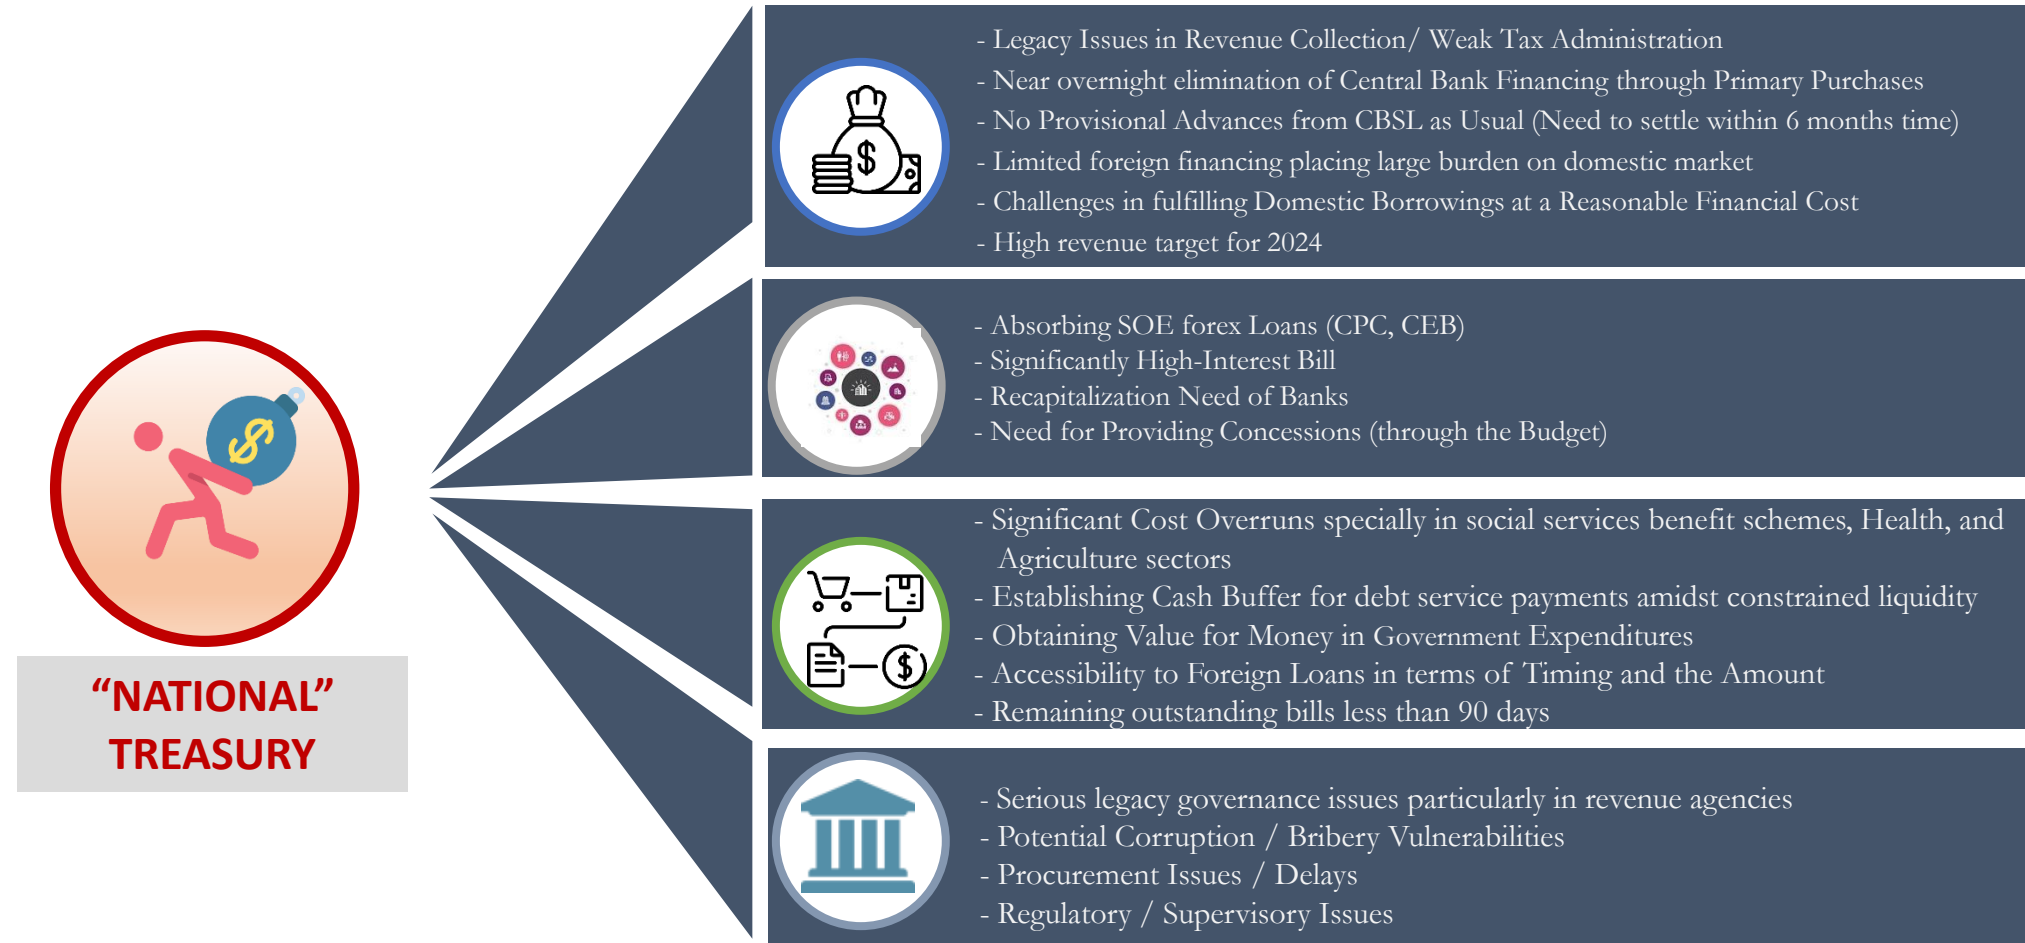 - Legacy Issues in Revenue Collection/ Weak Tax Administration
- Near overnight elimination of Central Bank Financing through Primary Purchases
- No Provisional Advances from CBSL as Usual (Need to settle within 6 months time)
- Limited foreign financing placing large burden on domestic market
- Challenges in fulfilling Domestic Borrowings at a Reasonable Financial Cost
- High revenue target for 2024
- Absorbing SOE forex Loans (CPC, CEB)
- Significantly High-Interest Bill
- Recapitalization Need of Banks
- Need for Providing Concessions (through the Budget)
- Significant Cost Overruns specially in social services benefit schemes, Health, and
Agriculture sectors
- Establishing Cash Buffer for debt service payments amidst constrained liquidity
- Obtaining Value for Money in Government Expenditures
- Accessibility to Foreign Loans in terms of Timing and the Amount
- Remaining outstanding bills less than 90 days
- Serious legacy governance issues particularly in revenue agencies
- Potential Corruption / Bribery Vulnerabilities
- Procurement Issues / Delays
- Regulatory / Supervisory Issues
“NATIONAL”
TREASURY
$
$
$